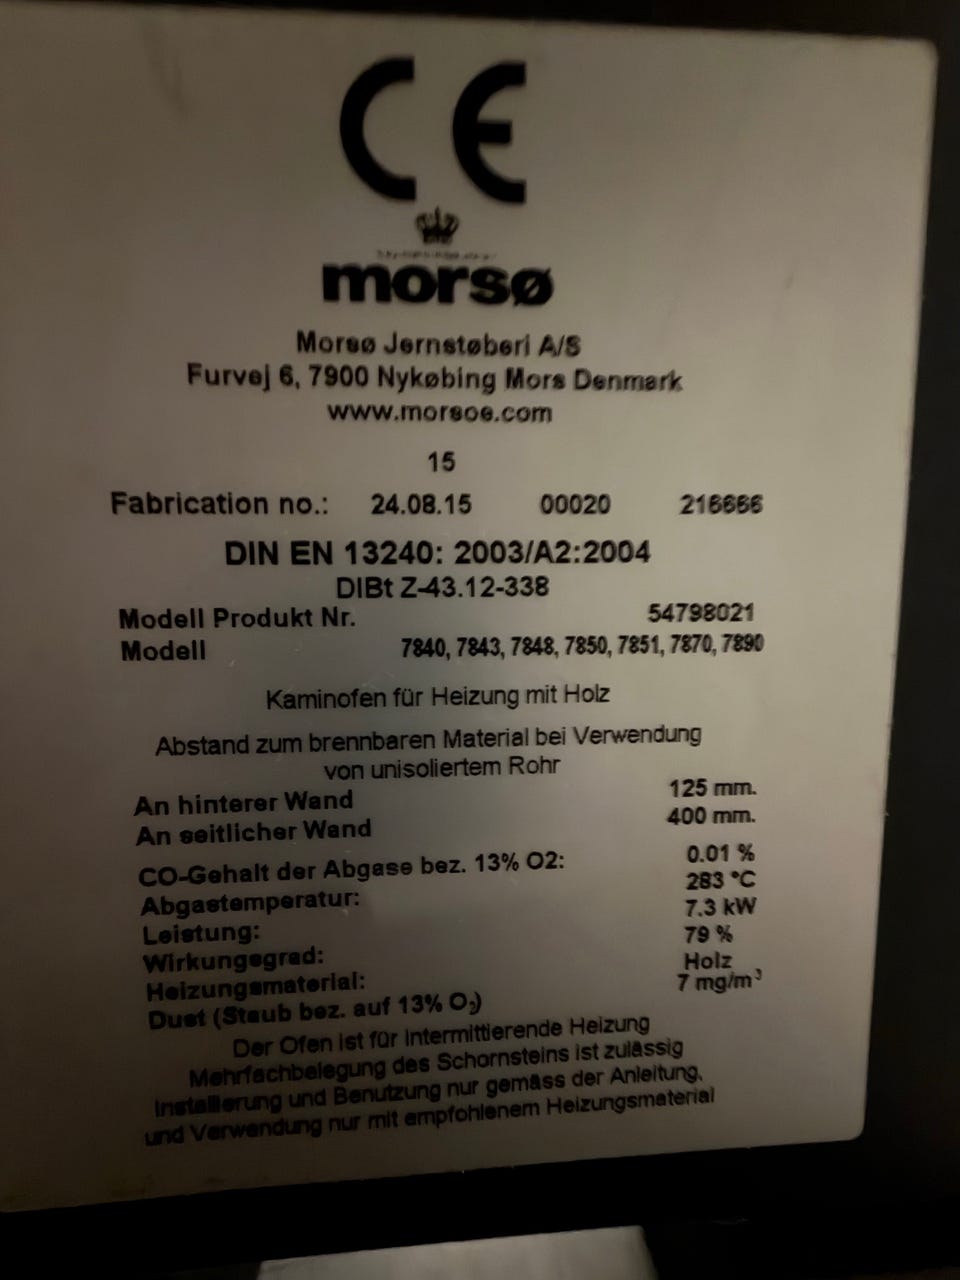 CE
morsø
Morsø Jernstøberi A/S
Furvej 6, 7900 Nykøbing Mors Denmark
www.morsoe.com
15
Fabrication no.: 24.08.15 00020 216666
DIN EN 13240: 2003/A2:2004
DIBt Z-43.12-338
Modell Produkt Nr. 54798021
Modell 7840, 7843, 7848, 7850, 7851, 7870, 7890
Kaminofen für Heizung mit Holz
Abstand zum brennbaren Material bei Verwendung
von unisoliertem Rohr
An hinterer Wand 125 mm.
An seitlicher Wand 400 mm.
CO-Gehalt der Abgase bez. 13% O2: 0.01 %
Abgastemperatur: 283 °C
Leistung: 7.3 kW
Wirkungsgrad: 79 %
Heizungsmaterial: Holz
Dust (Staub bez. auf 13% O₂) 7 mg/m³
Der Ofen ist für intermittierende Heizung
Mehrfachbelegung des Schornsteins ist zulässig
Installierung und Benutzung nur gemäss der Anleitung,
und Verwendung nur mit empfohlenem Heizungsmaterial